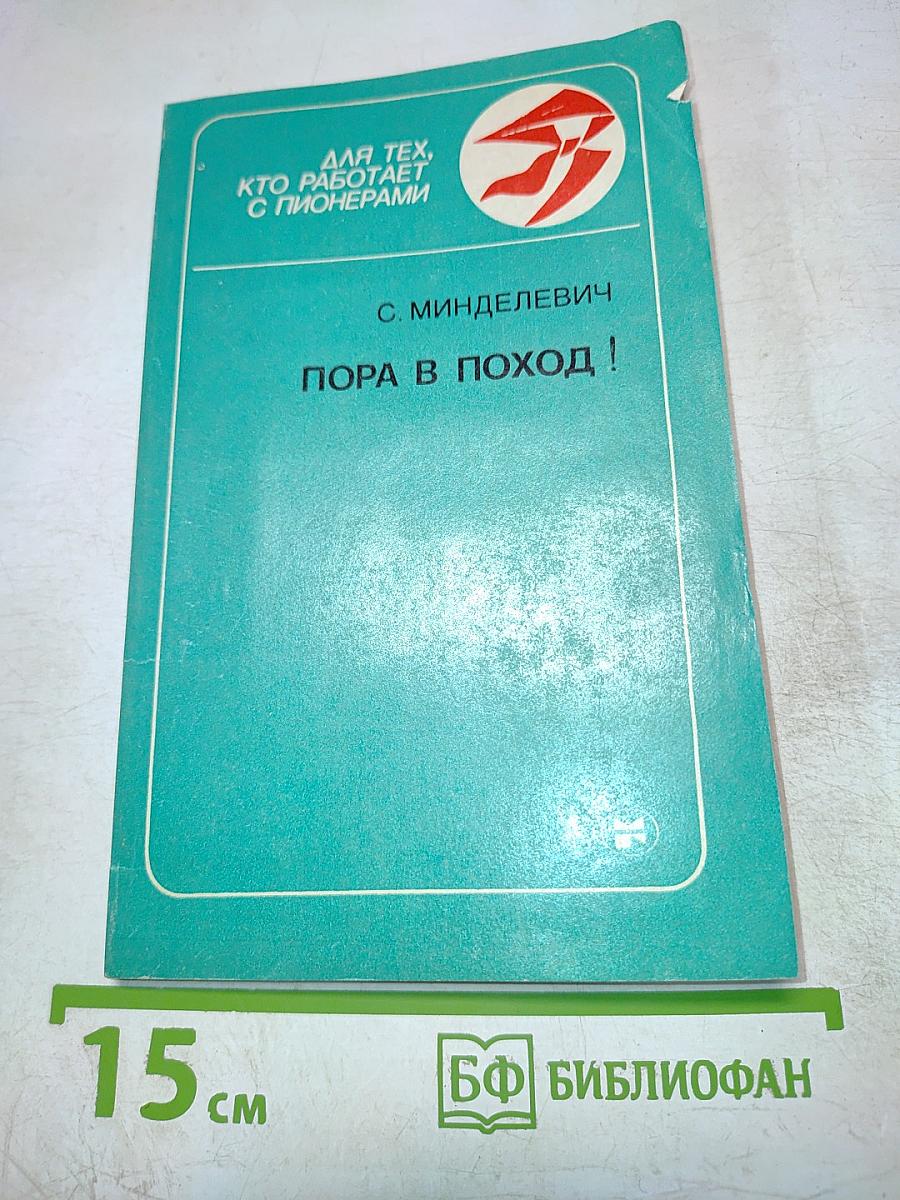 ДЛЯ ТЕХ,
КТО РАБОТАЕТ
С ПИОНЕРАМИ
С. МИНДЕЛЕВИЧ
ПОРА В ПОХОД!
15 см
БФ БИБЛИОФАН